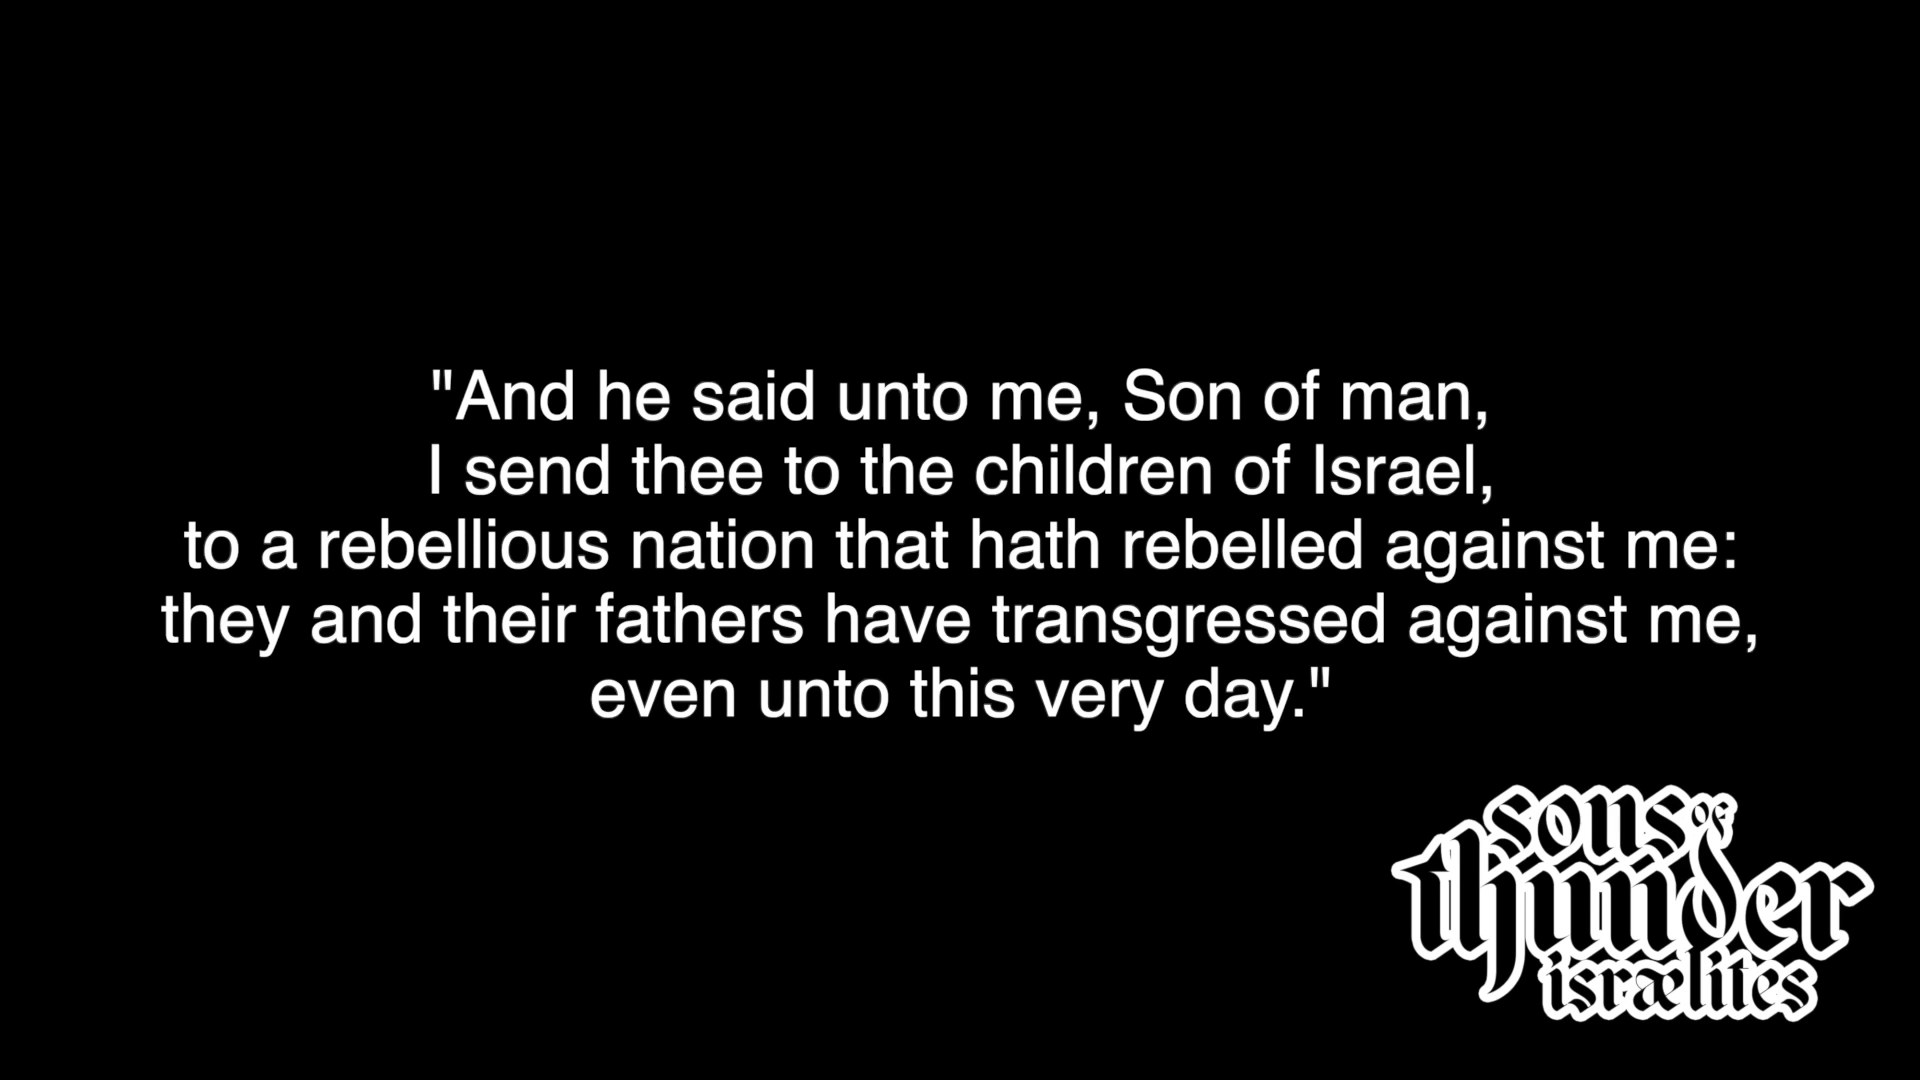 "And he said unto me, Son of man,
I send thee to the children of Israel,
to a rebellious nation that hath rebelled against me:
they and their fathers have transgressed against me,
even unto this very day."
sons of
thunder
israelites